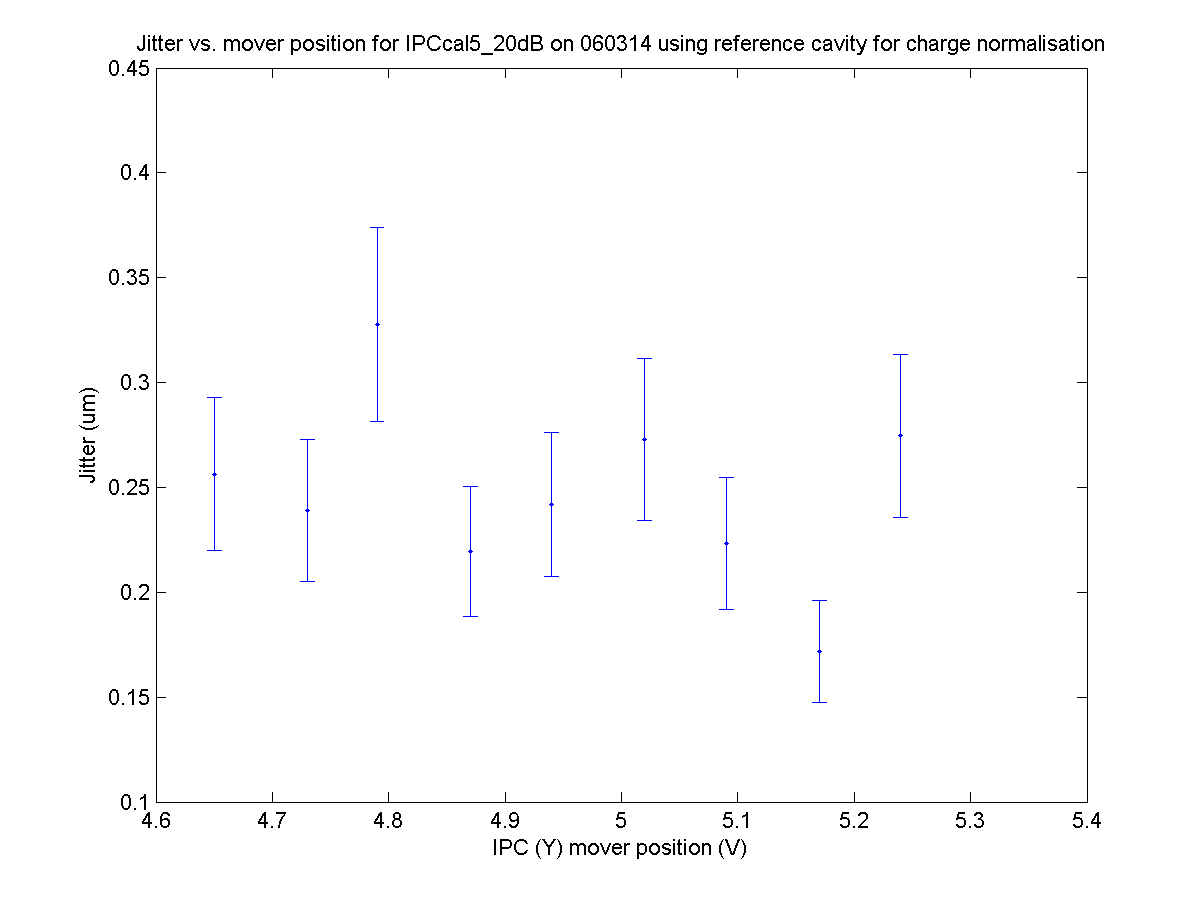 Jitter vs. mover position for IPCcal5_20dB on 060314 using reference cavity for charge normalisation
0.45
0.4
0.35
0.3
0.25
0.2
0.15
0.1
Jitter (um)
4.6 4.7 4.8 4.9 5 5.1 5.2 5.3 5.4
IPC (Y) mover position (V)